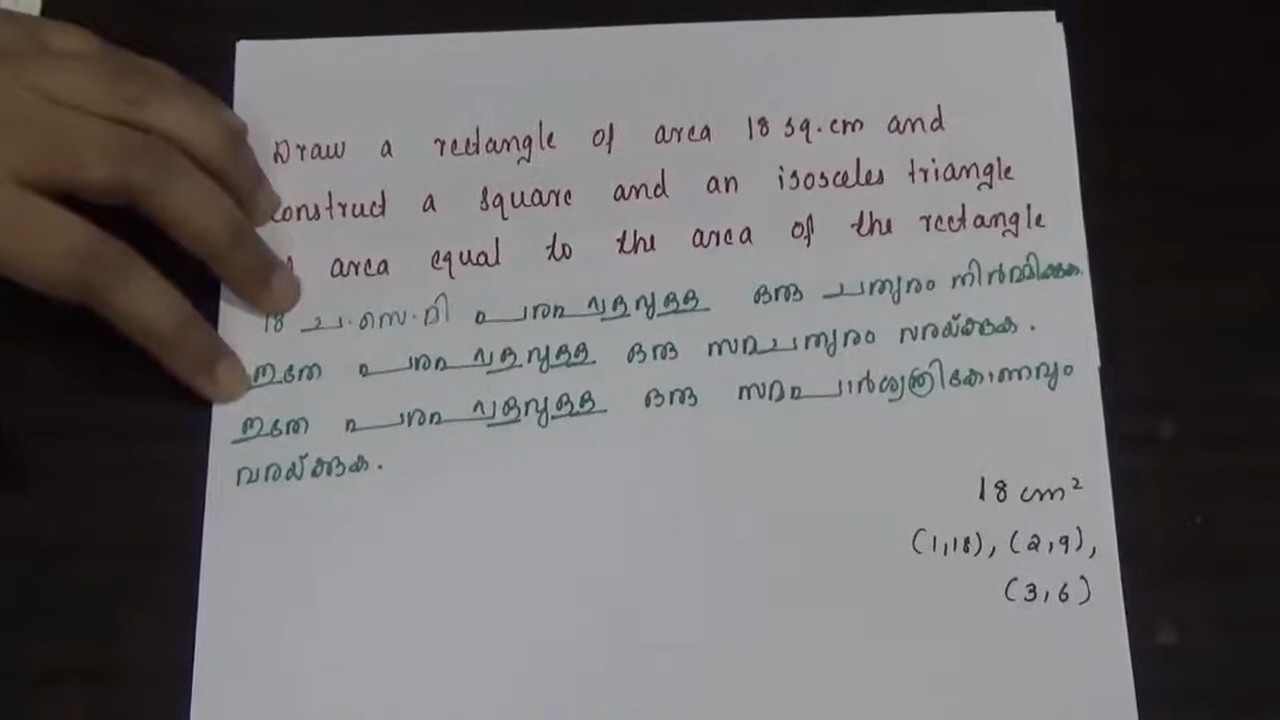 Draw a rectangle of area 18 sq.cm and
construct a square and an isosceles triangle
area equal to the area of the rectangle
18 ച.സെ.മി പരപ്പളവുള്ള ഒരു ചതുരം നിർമ്മിക്കുക
ഇതേ പരപ്പളവുള്ള ഒരു സമചതുരം വരയ്ക്കുക.
ഇതേ പരപ്പളവുള്ള ഒരു സമപാർശ്വത്രികോണവും
വരയ്ക്കുക.
18 cm²
(1,18), (2,9),
(3,6)